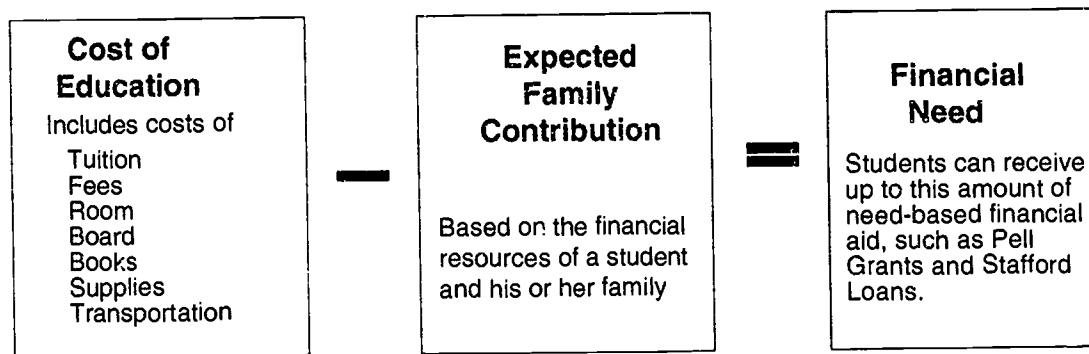 Cost of
Education
Includes costs of
Tuition
Fees
Room
Board
Books
Supplies
Transportation
Expected
Family
Contribution
Based on the financial
resources of a student
and his or her family
Financial
Need
Students can receive
up to this amount of
need-based financial
aid, such as Pell
Grants and Stafford
Loans.